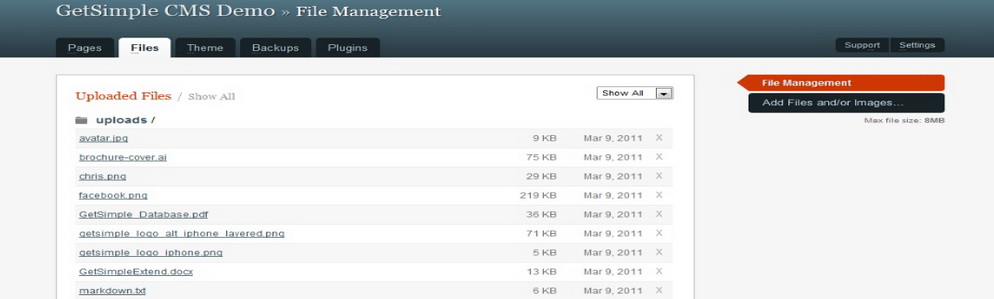 GetSimple CMS Demo » File Management
Pages Files Theme Backups Plugins Support Settings
Uploaded Files / Show All Show All
uploads /
avatar.jpg 9 KB Mar 9, 2011 X
brochure-cover.ai 75 KB Mar 9, 2011 X
chris.png 29 KB Mar 9, 2011 X
facebook.png 219 KB Mar 9, 2011 X
GetSimple_Database.pdf 36 KB Mar 9, 2011 X
getsimple_logo_alt_iphone_layered.png 71 KB Mar 9, 2011 X
getsimple_logo_iphone.png 5 KB Mar 9, 2011 X
GetSimpleExtend.docx 13 KB Mar 9, 2011 X
markdown.txt 6 KB Mar 9, 2011 X
File Management
Add Files and/or Images...
Max file size: 8MB